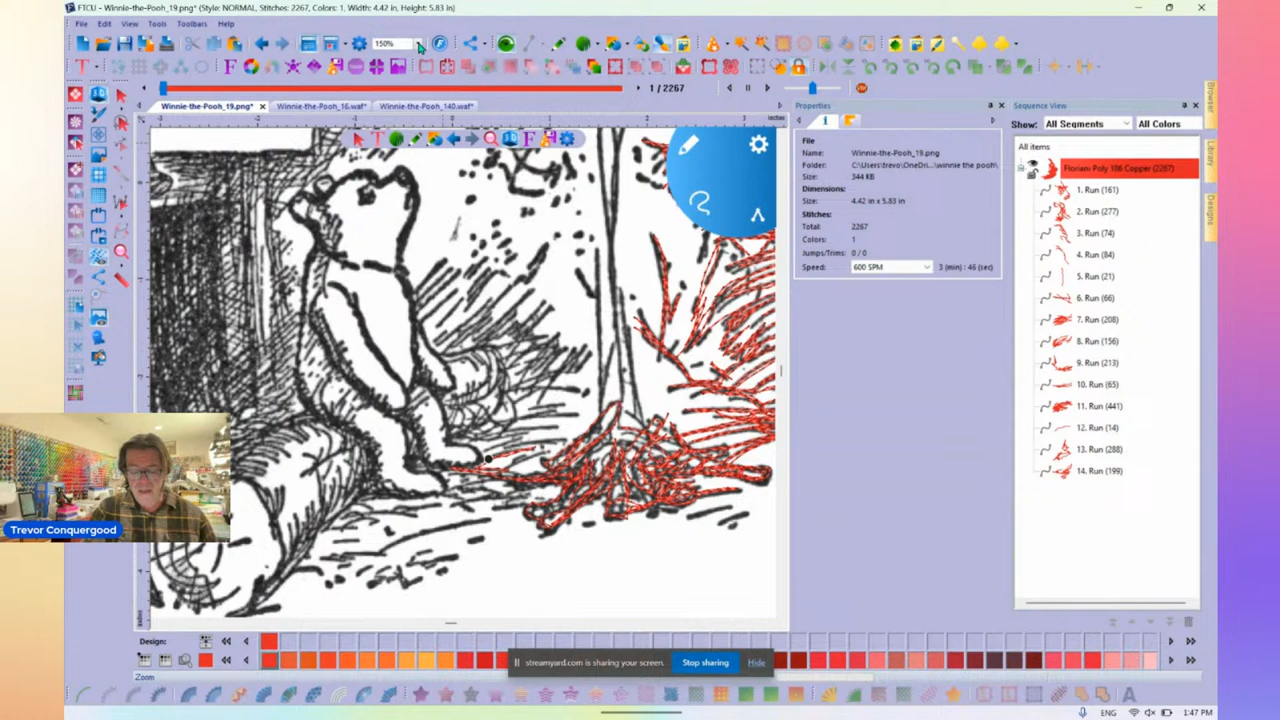 FTCU - Winnie-the-Pooh_19.png* (Style: NORMAL, Stitches: 2267, Colors: 1, Width: 4.42 in, Height: 5.83 in)
File Edit View Tools Toolbars Help
150%
1 / 2267
Winnie-the-Pooh_19.png* Winnie-the-Pooh_16.waf* Winnie-the-Pooh_140.waf*
Properties
File
Name: Winnie-the-Pooh_19.png
Folder: C:\Users\trevo\OneDri...\winnie the pooh\
Size: 344 KB
Dimensions:
Size: 4.42 in x 5.83 in
Stitches:
Total: 2267
Colors: 1
Jumps/Trims: 0 / 0
Speed: 600 SPM 3 (min) : 46 (sec)
Sequence View
Show: All Segments All Colors
All items
Floriani Poly 186 Copper (2267)
1. Run (161)
2. Run (277)
3. Run (74)
4. Run (84)
5. Run (21)
6. Run (66)
7. Run (208)
8. Run (156)
9. Run (213)
10. Run (65)
11. Run (441)
12. Run (14)
13. Run (288)
14. Run (199)
Browser
Library
Designs
Trevor Conquergood
Design:
Zoom
streamyard.com is sharing your screen. Stop sharing Hide
ENG 1:47 PM